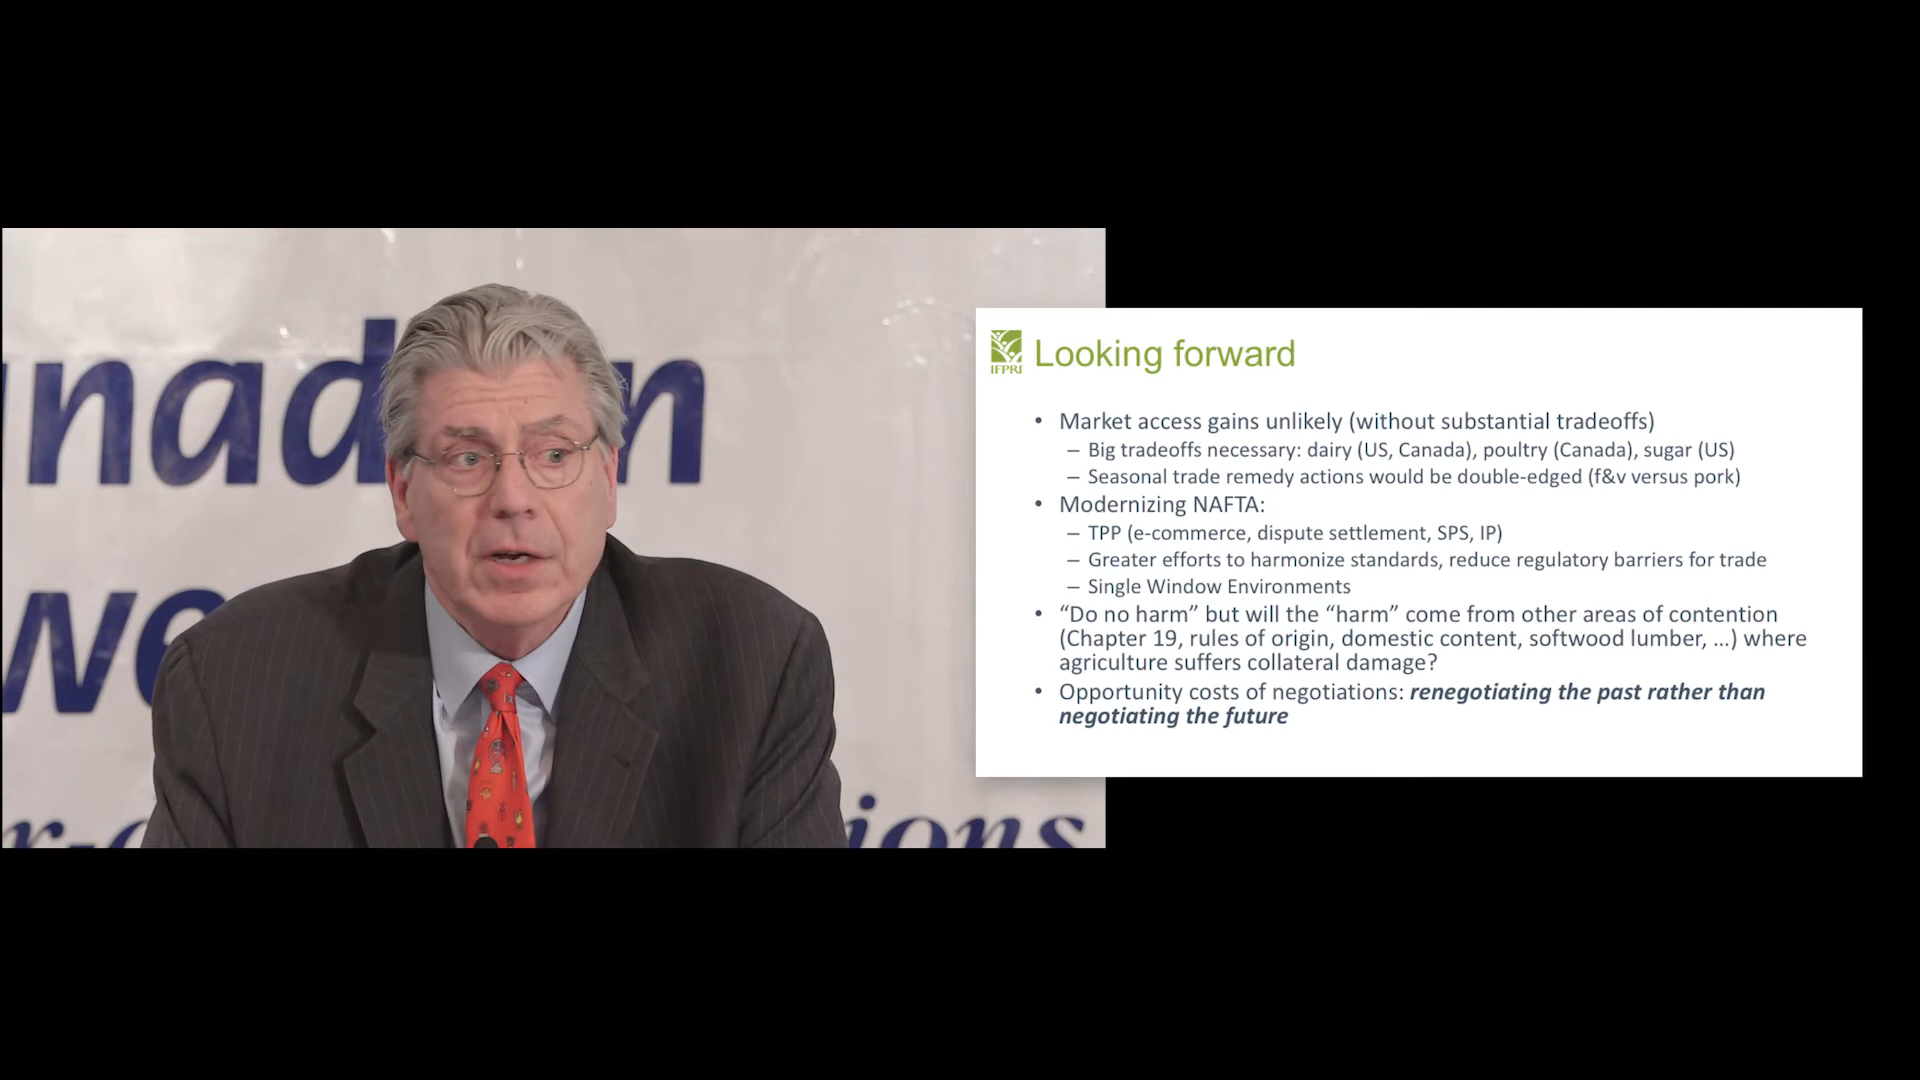 nad n
we
r- ions
IFPRI
Looking forward
• Market access gains unlikely (without substantial tradeoffs)
– Big tradeoffs necessary: dairy (US, Canada), poultry (Canada), sugar (US)
– Seasonal trade remedy actions would be double-edged (f&v versus pork)
• Modernizing NAFTA:
– TPP (e-commerce, dispute settlement, SPS, IP)
– Greater efforts to harmonize standards, reduce regulatory barriers for trade
– Single Window Environments
• “Do no harm” but will the “harm” come from other areas of contention
(Chapter 19, rules of origin, domestic content, softwood lumber, …) where
agriculture suffers collateral damage?
• Opportunity costs of negotiations: renegotiating the past rather than
negotiating the future